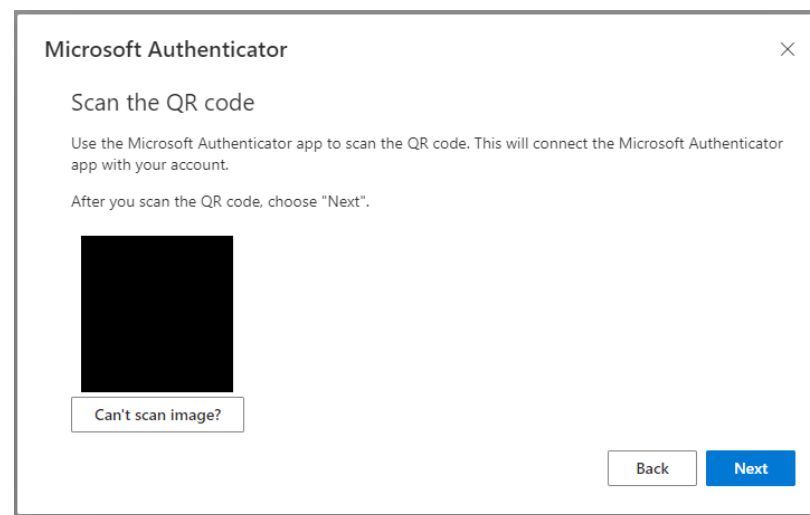 Microsoft Authenticator
Scan the QR code
Use the Microsoft Authenticator app to scan the QR code. This will connect the Microsoft Authenticator
app with your account.
After you scan the QR code, choose "Next".
Can't scan image?
Back
Next